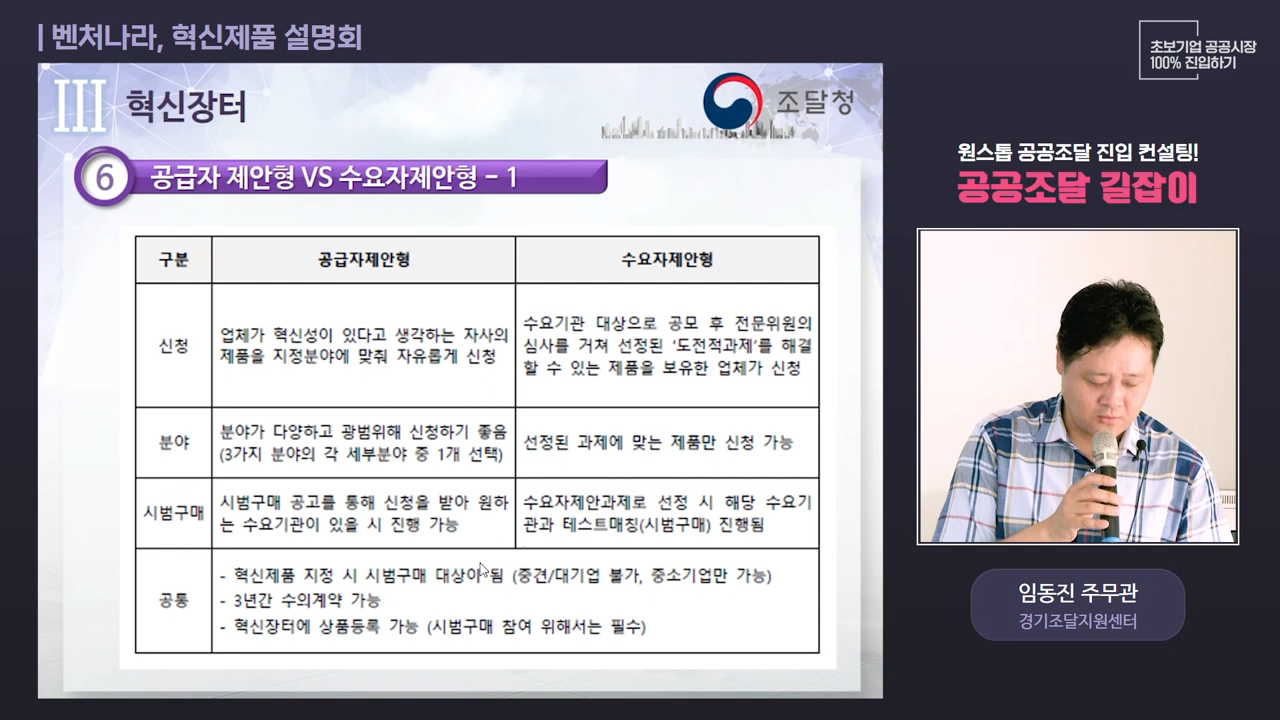 | 벤처나라, 혁신제품 설명회
초보기업 공공시장
100% 진입하기
III 혁신장터
조달청
6 공급자 제안형 VS 수요자제안형 – 1
구분 공급자제안형 수요자제안형
신청
업체가 혁신성이 있다고 생각하는 자사의
제품을 지정분야에 맞춰 자유롭게 신청
수요기관 대상으로 공모 후 전문위원의
심사를 거쳐 선정된 '도전적과제'를 해결
할 수 있는 제품을 보유한 업체가 신청
분야
분야가 다양하고 광범위해 신청하기 좋음
(3가지 분야의 각 세부분야 중 1개 선택)
선정된 과제에 맞는 제품만 신청 가능
시범구매
시범구매 공고를 통해 신청을 받아 원하
는 수요기관이 있을 시 진행 가능
수요자제안과제로 선정 시 해당 수요기
관과 테스트매칭(시범구매) 진행됨
공통
- 혁신제품 지정 시 시범구매 대상이 됨 (중견/대기업 불가, 중소기업만 가능)
- 3년간 수의계약 가능
- 혁신장터에 상품등록 가능 (시범구매 참여 위해서는 필수)
원스톱 공공조달 진입 컨설팅!
공공조달 길잡이
임동진 주무관
경기조달지원센터